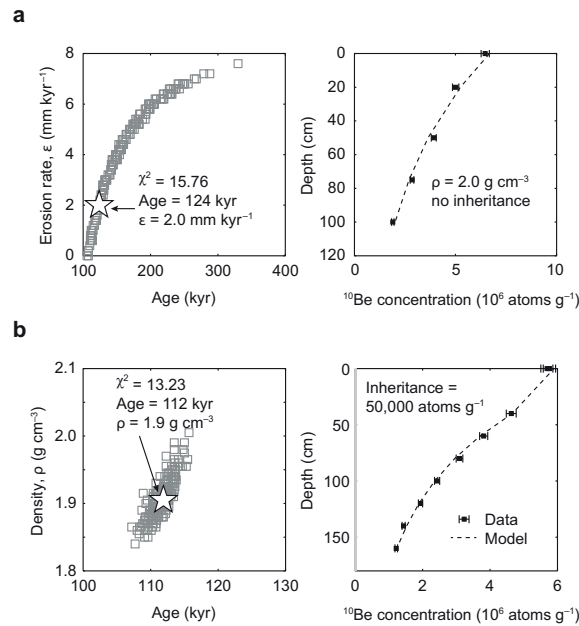 a
Erosion rate, ε (mm kyr⁻¹)
8
6
4
2
0
χ² = 15.76
Age = 124 kyr
ε = 2.0 mm kyr⁻¹
100 200 300 400
Age (kyr)
Depth (cm)
0
20
40
60
80
100
120
ρ = 2.0 g cm⁻³
no inheritance
0 5 10
¹⁰Be concentration (10⁶ atoms g⁻¹)
b
Density, ρ (g cm⁻³)
2.1
2.0
1.9
1.8
χ² = 13.23
Age = 112 kyr
ρ = 1.9 g cm⁻³
100 110 120 130
Age (kyr)
Depth (cm)
0
50
100
150
Inheritance =
50,000 atoms g⁻¹
Data
Model
0 2 4 6
¹⁰Be concentration (10⁶ atoms g⁻¹)